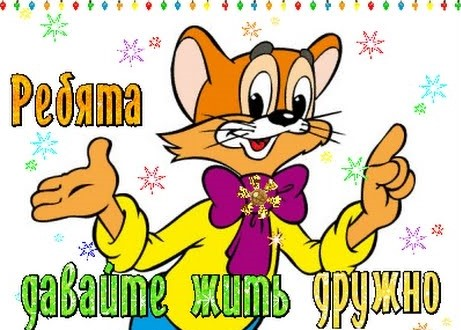 Ребята
давайте жить дружно